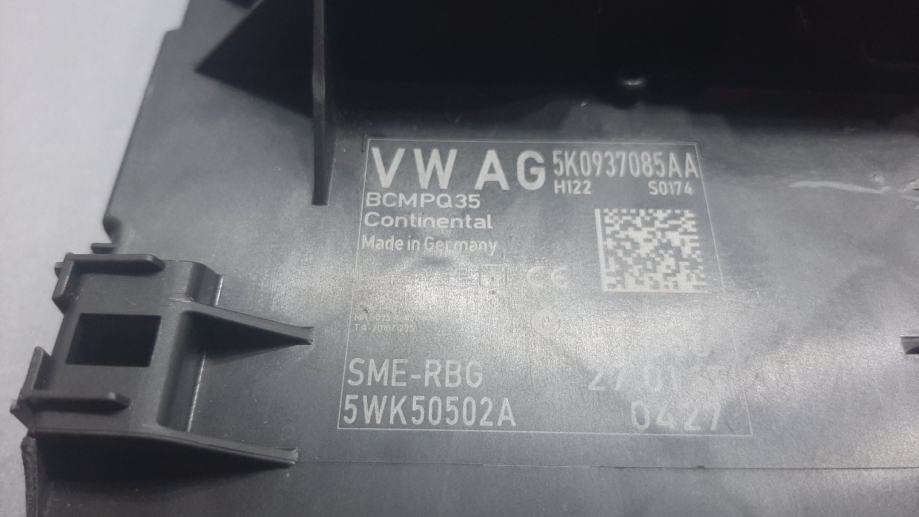 VW AG 5K0937085AA
H122 S0174
BCMPQ35
Continental
Made in Germany
CE
SME-RBG
5WK50502A 0427